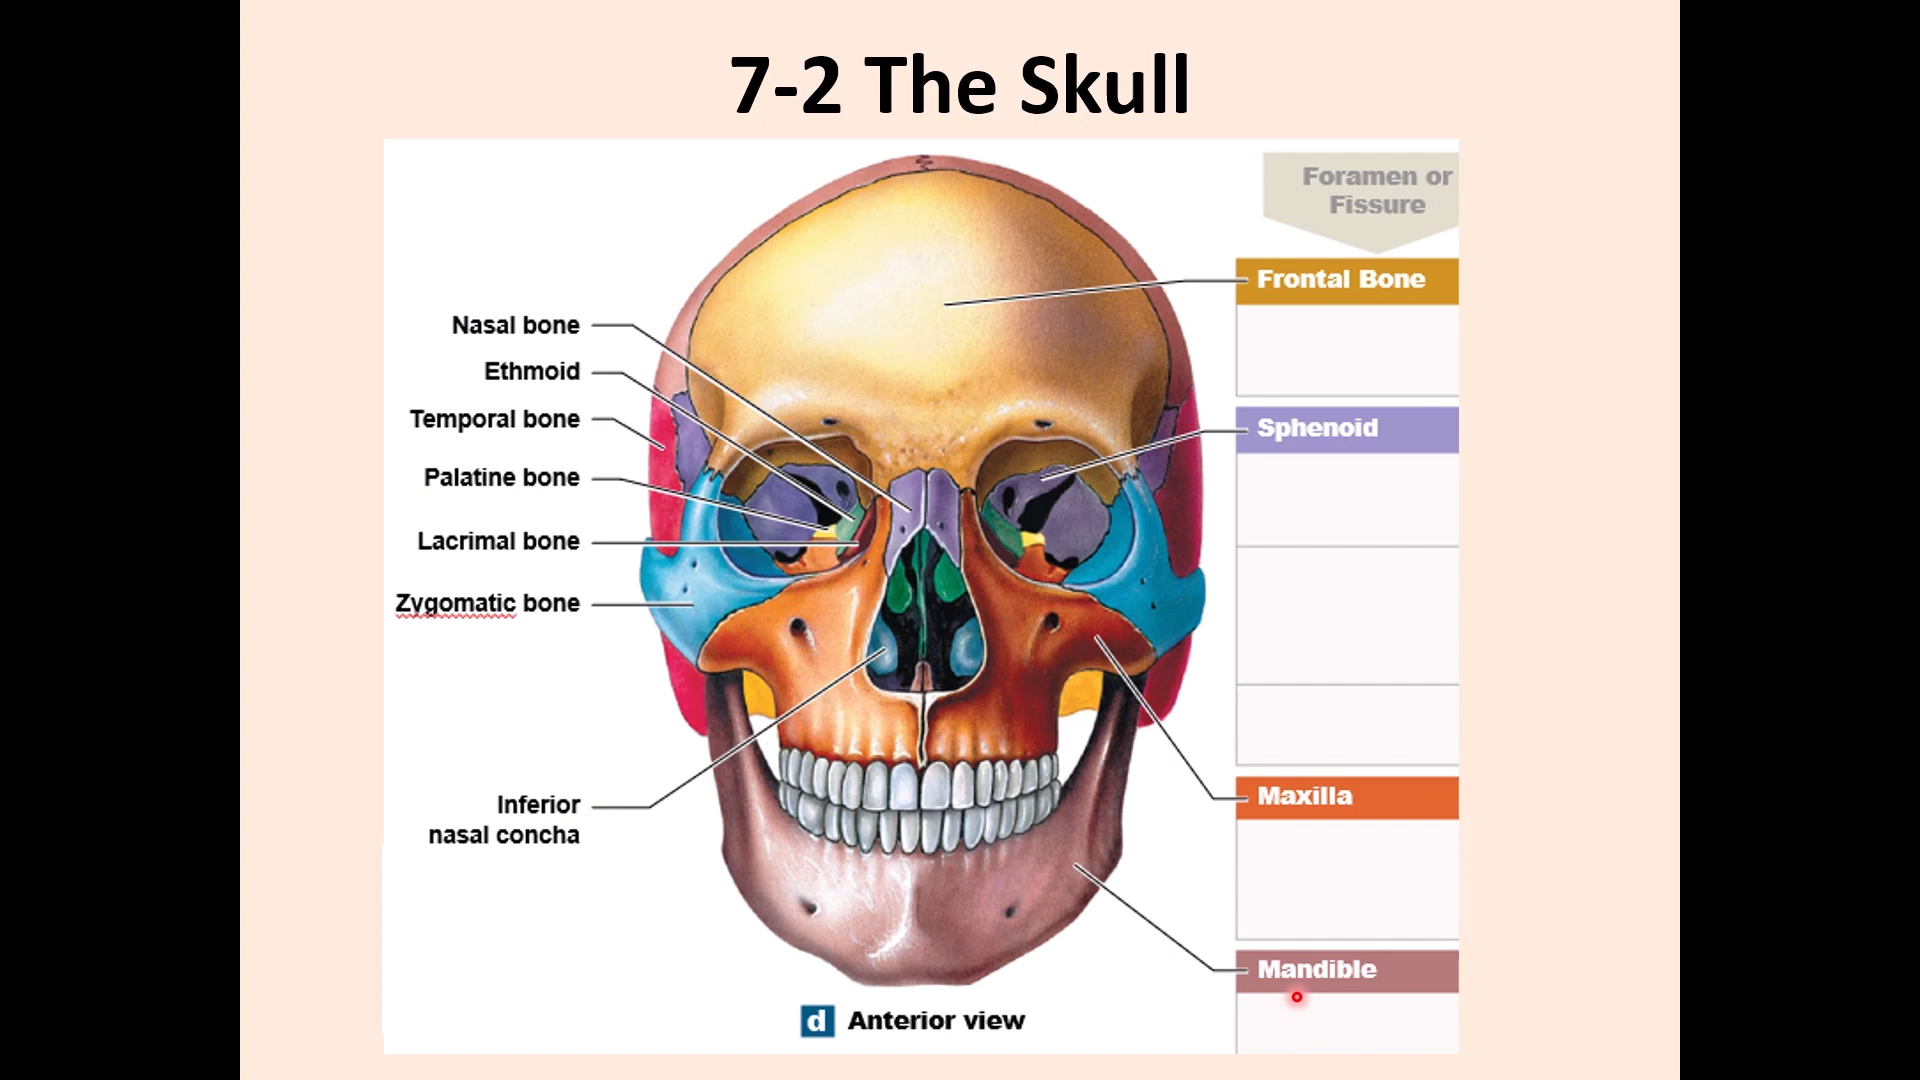 7-2 The Skull
Foramen or
Fissure
Frontal Bone
Nasal bone
Ethmoid
Temporal bone
Sphenoid
Palatine bone
Lacrimal bone
Zygomatic bone
Maxilla
Inferior
nasal concha
Mandible
d Anterior view